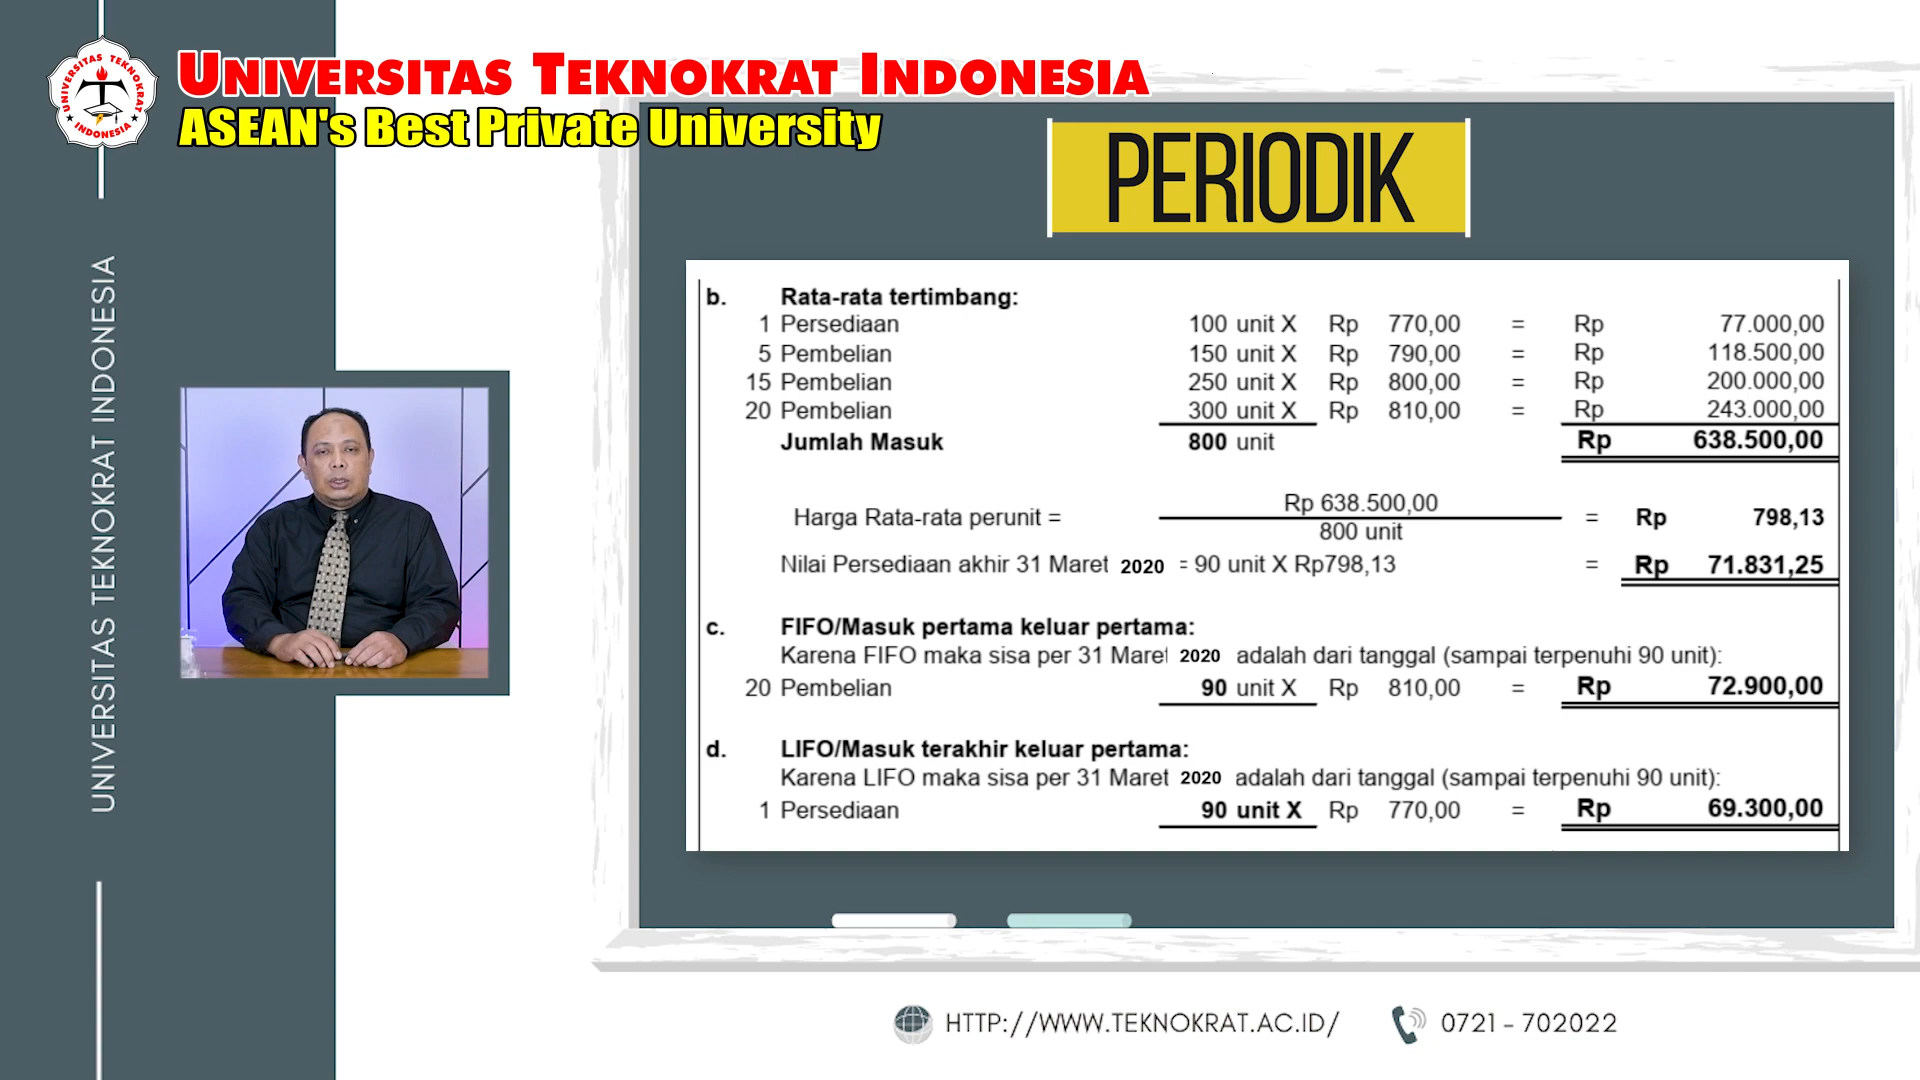 UNIVERSITAS TEKNOKRAT INDONESIA
ASEAN's Best Private University
UNIVERSITAS TEKNOKRAT INDONESIA
UNIVERSITAS TEKNOKRAT INDONESIA
PERIODIK
b. Rata-rata tertimbang:
1 Persediaan 100 unit X Rp 770,00 = Rp 77.000,00
5 Pembelian 150 unit X Rp 790,00 = Rp 118.500,00
15 Pembelian 250 unit X Rp 800,00 = Rp 200.000,00
20 Pembelian 300 unit X Rp 810,00 = Rp 243.000,00
Jumlah Masuk 800 unit Rp 638.500,00
Rp 638.500,00
Harga Rata-rata perunit = = Rp 798,13
800 unit
Nilai Persediaan akhir 31 Maret 2020 = 90 unit X Rp798,13 = Rp 71.831,25
c. FIFO/Masuk pertama keluar pertama:
Karena FIFO maka sisa per 31 Maret 2020 adalah dari tanggal (sampai terpenuhi 90 unit):
20 Pembelian 90 unit X Rp 810,00 = Rp 72.900,00
d. LIFO/Masuk terakhir keluar pertama:
Karena LIFO maka sisa per 31 Maret 2020 adalah dari tanggal (sampai terpenuhi 90 unit):
1 Persediaan 90 unit X Rp 770,00 = Rp 69.300,00
HTTP://WWW.TEKNOKRAT.AC.ID/ 0721 - 702022